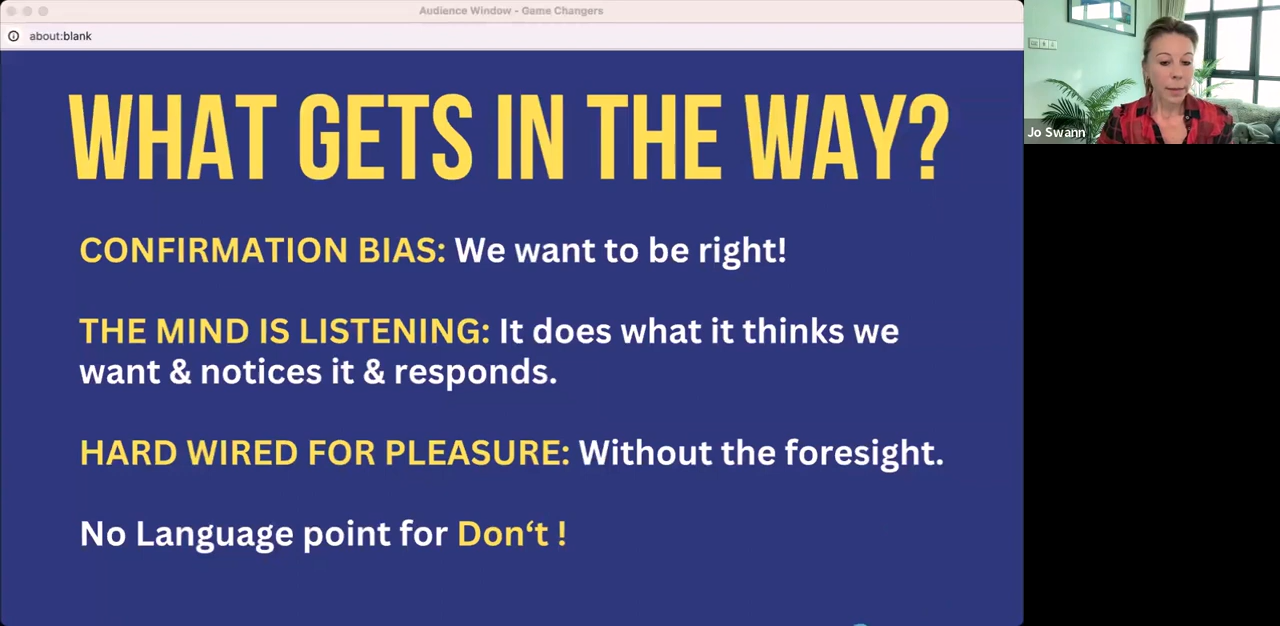 Audience Window - Game Changers
about:blank
WHAT GETS IN THE WAY?
CONFIRMATION BIAS: We want to be right!
THE MIND IS LISTENING: It does what it thinks we
want & notices it & responds.
HARD WIRED FOR PLEASURE: Without the foresight.
No Language point for Don‘t !
Jo Swann